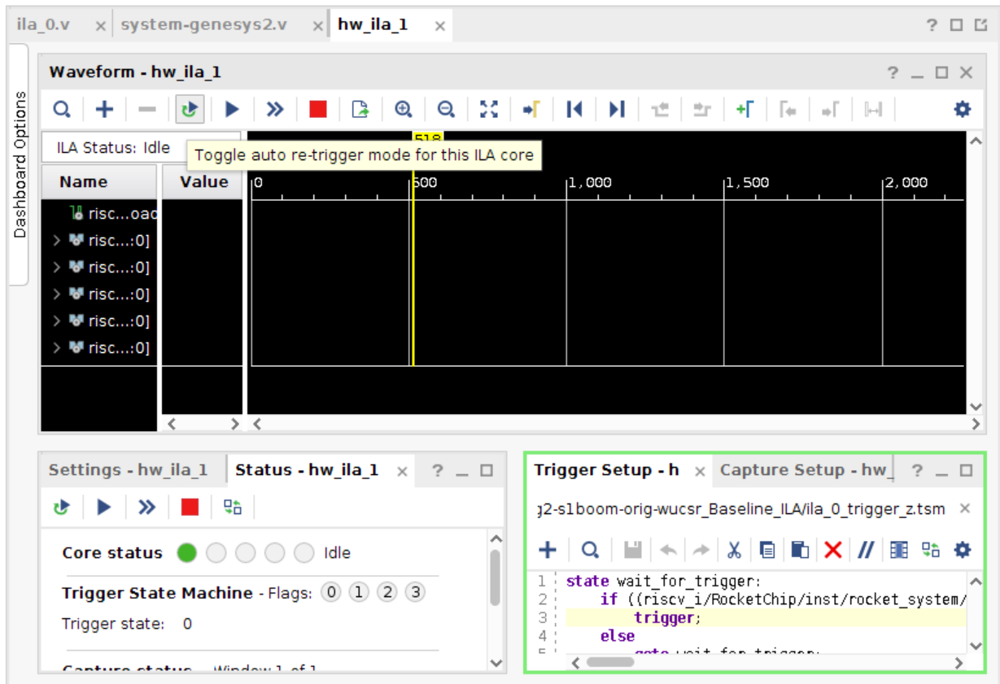 ila_0.v × system-genesys2.v × hw_ila_1 × ?
Dashboard Options
Waveform - hw_ila_1 ?
ILA Status: Idle
518
Toggle auto re-trigger mode for this ILA core
Name Value 0 500 1,000 1,500 2,000
risc...oad
risc...:0]
risc...:0]
risc...:0]
risc...:0]
risc...:0]
Settings - hw_ila_1 Status - hw_ila_1 × ?
Core status Idle
Trigger State Machine - Flags: 0 1 2 3
Trigger state: 0
Capture status Window 1 of 1
Trigger Setup - h × Capture Setup - hw_ ?
g2-s1boom-orig-wucsr_Baseline_ILA/ila_0_trigger_z.tsm ×
1 state wait_for_trigger:
2 if ((riscv_i/RocketChip/inst/rocket_system/
3 trigger;
4 else
5 goto wait_for_trigger;